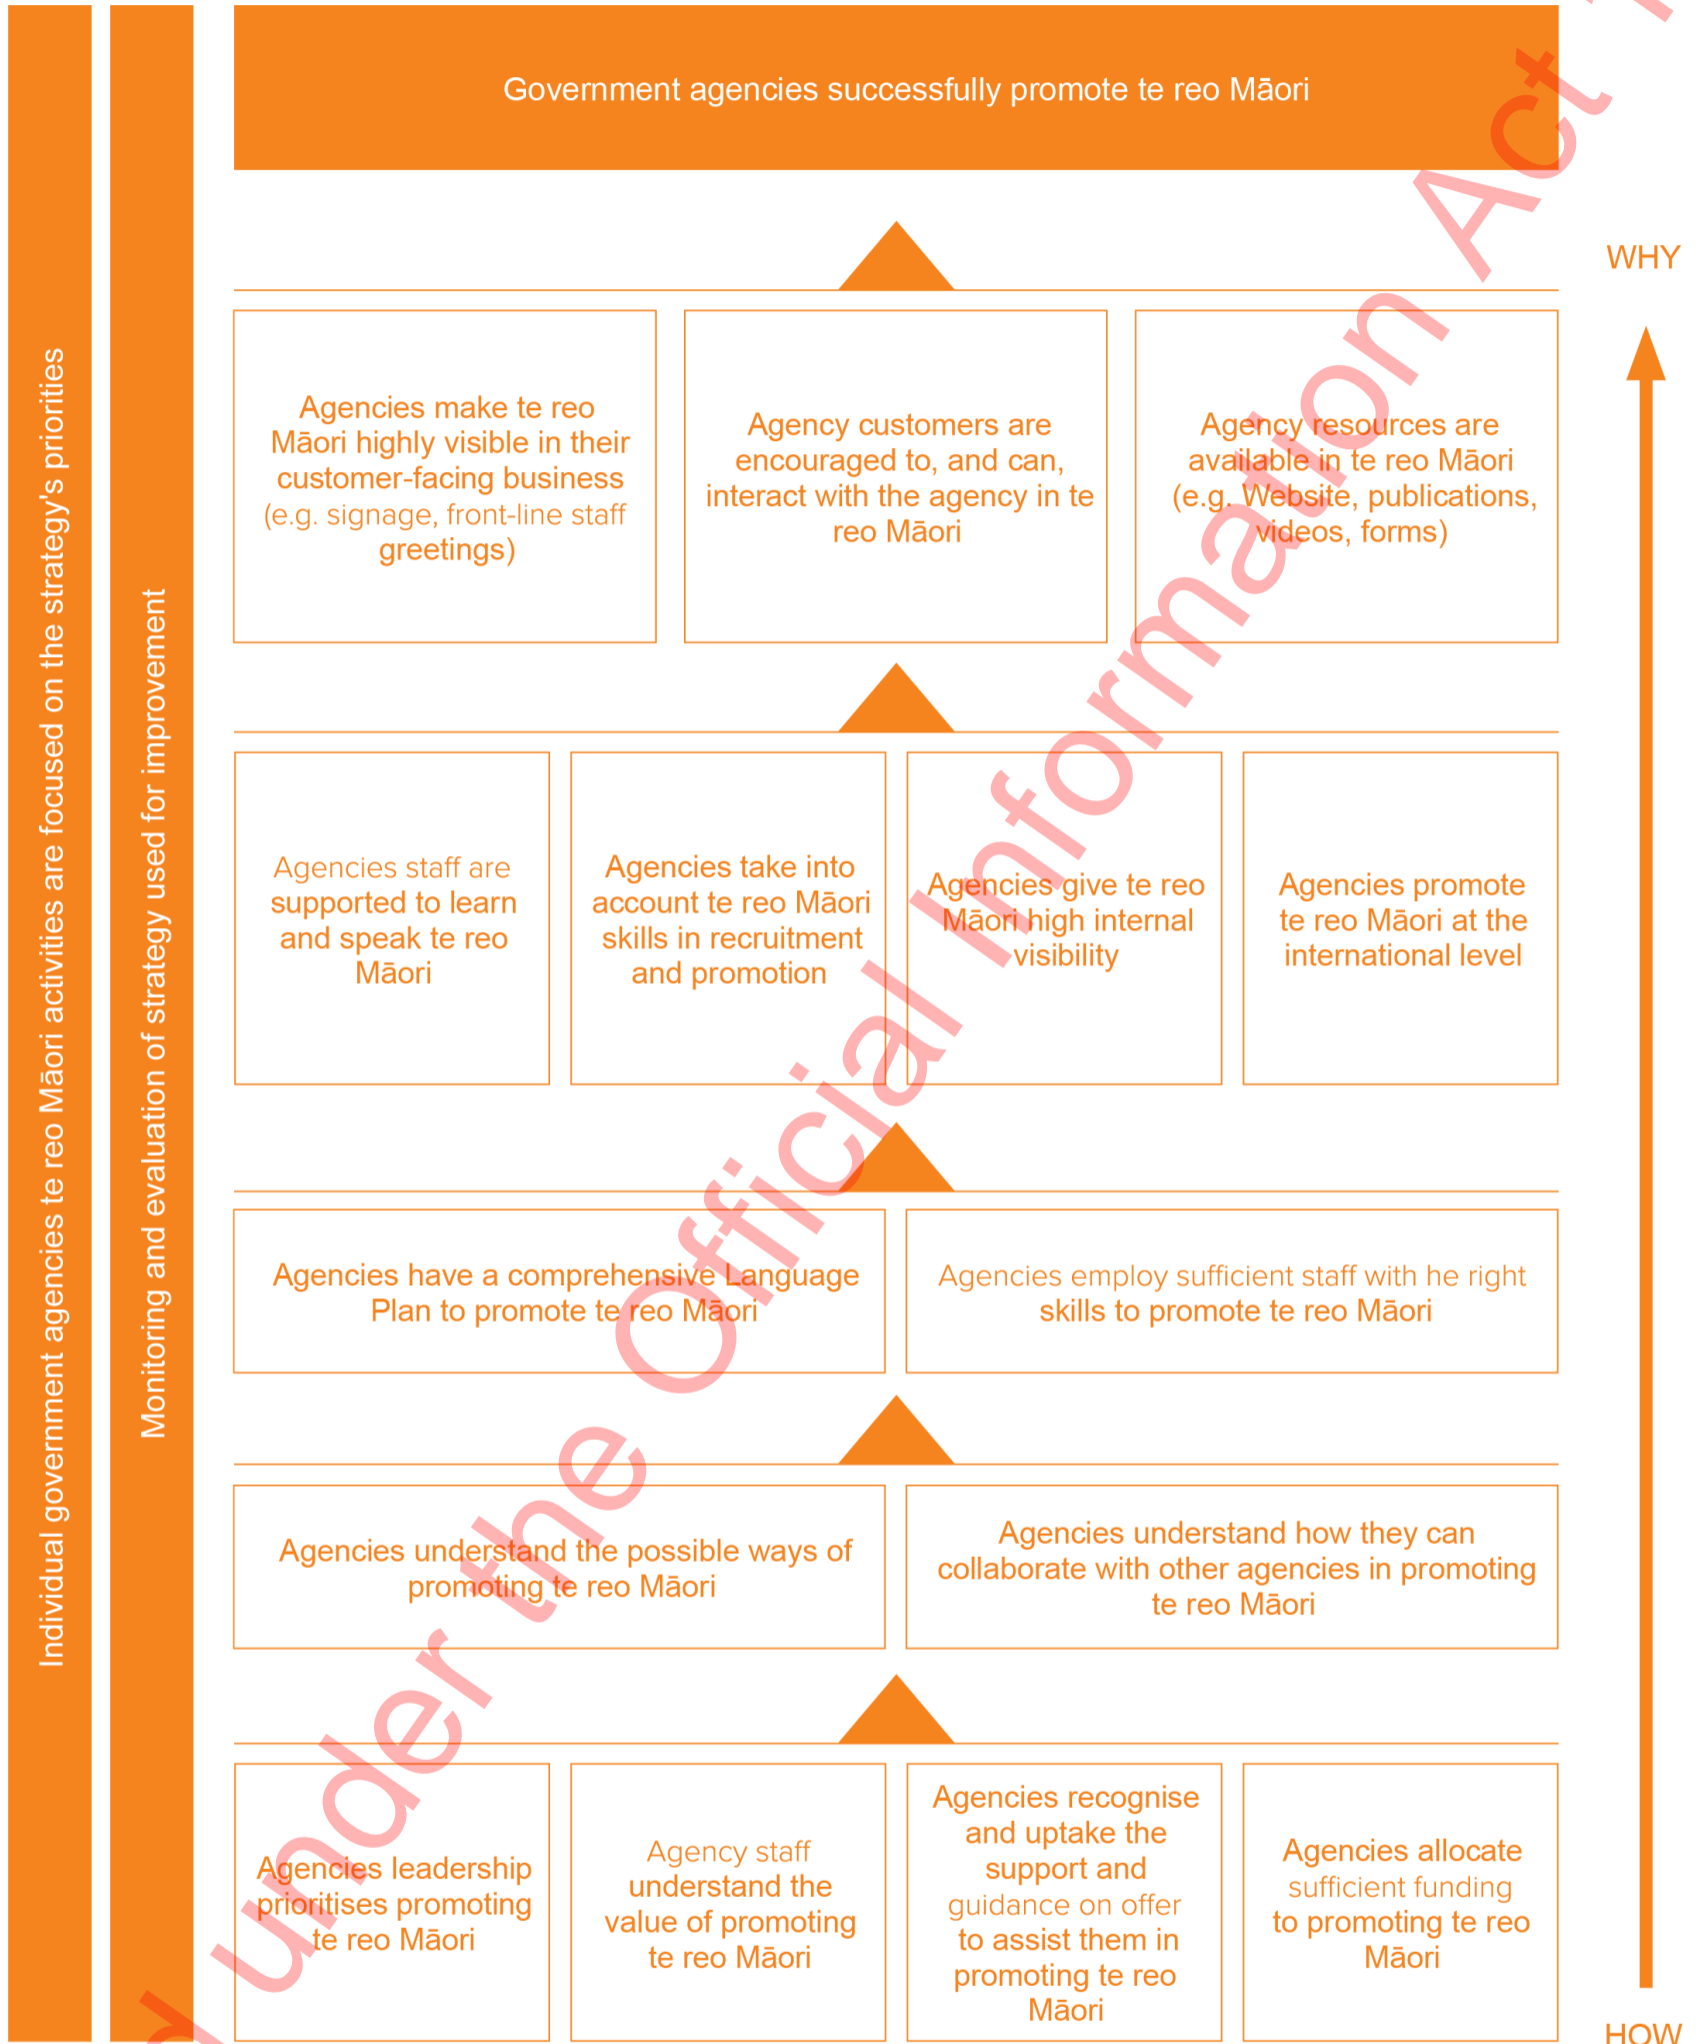 Individual government agencies te reo Māori activities are focused on the strategy's priorities
Monitoring and evaluation of strategy used for improvement
Government agencies successfully promote te reo Māori
WHY
Agencies make te reo
Māori highly visible in their
customer-facing business
(e.g. signage, front-line staff
greetings)
Agency customers are
encouraged to, and can,
interact with the agency in te
reo Māori
Agency resources are
available in te reo Māori
(e.g. Website, publications,
videos, forms)
Agencies staff are
supported to learn
and speak te reo
Māori
Agencies take into
account te reo Māori
skills in recruitment
and promotion
Agencies give te reo
Māori high internal
visibility
Agencies promote
te reo Māori at the
international level
Agencies have a comprehensive Language
Plan to promote te reo Māori
Agencies employ sufficient staff with he right
skills to promote te reo Māori
Agencies understand the possible ways of
promoting te reo Māori
Agencies understand how they can
collaborate with other agencies in promoting
te reo Māori
Agencies leadership
prioritises promoting
te reo Māori
Agency staff
understand the
value of promoting
te reo Māori
Agencies recognise
and uptake the
support and
guidance on offer
to assist them in
promoting te reo
Māori
Agencies allocate
sufficient funding
to promoting te reo
Māori
HOW
under the Official Information Act